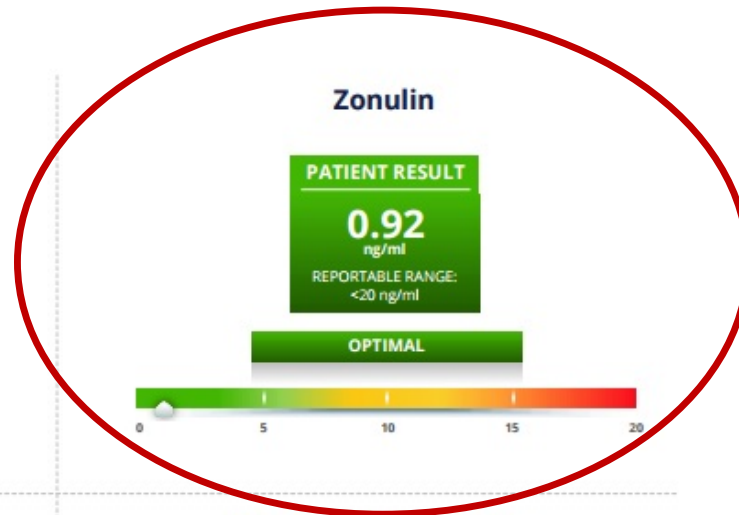 Zonulin
PATIENT RESULT
0.92
ng/ml
REPORTABLE RANGE:
<20 ng/ml
OPTIMAL
0 5 10 15 20